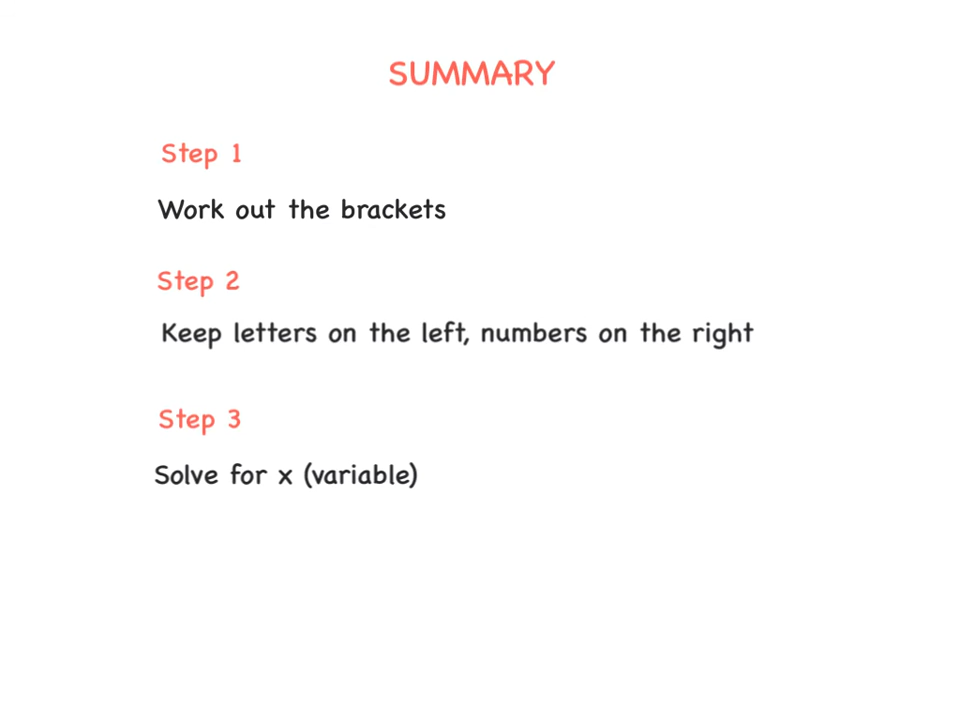 SUMMARY
Step 1
Work out the brackets
Step 2
Keep letters on the left, numbers on the right
Step 3
Solve for x (variable)